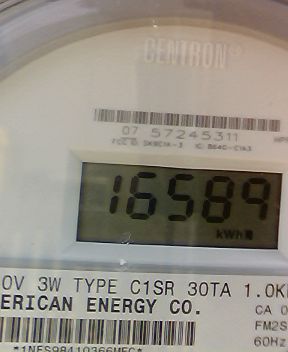 CENTRON®
07 57245311
16589
kWh
0V 3W TYPE C1SR 30TA 1.0K
ERICAN ENERGY CO.
CA 0
FM2S
60Hz